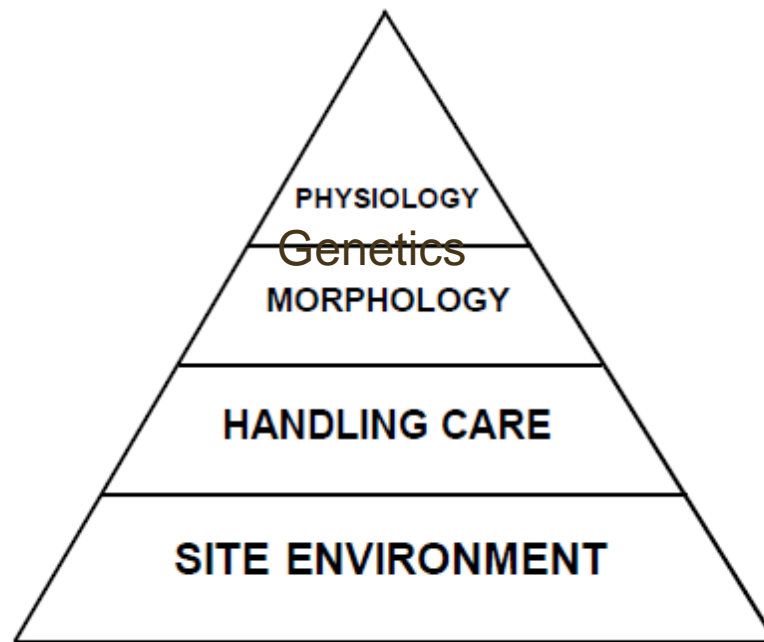 PHYSIOLOGY
Genetics
MORPHOLOGY
HANDLING CARE
SITE ENVIRONMENT